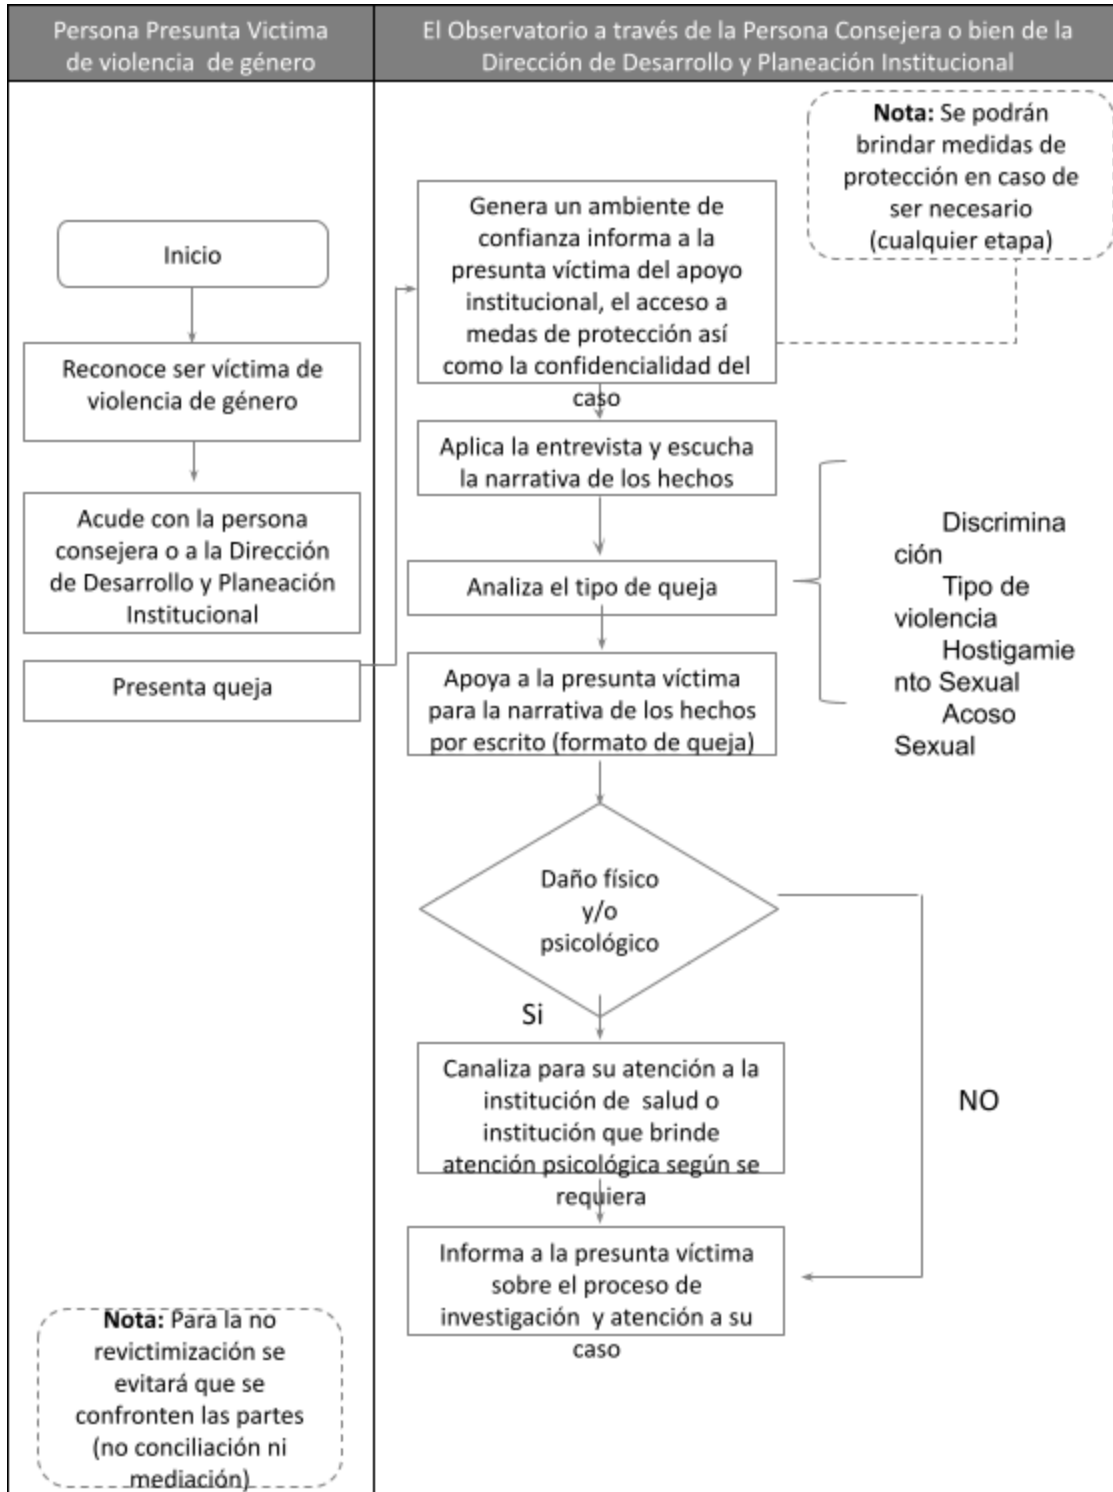 Persona Presunta Victima
de violencia de género
El Observatorio a través de la Persona Consejera o bien de la
Dirección de Desarrollo y Planeación Institucional
Nota: Se podrán
brindar medidas de
protección en caso de
ser necesario
(cualquier etapa)
Inicio
Reconoce ser víctima de
violencia de género
Acude con la persona
consejera o a la Dirección
de Desarrollo y Planeación
Institucional
Presenta queja
Genera un ambiente de
confianza informa a la
presunta víctima del apoyo
institucional, el acceso a
medas de protección así
como la confidencialidad del
caso
Aplica la entrevista y escucha
la narrativa de los hechos
Analiza el tipo de queja
Discrimina
ción
Tipo de
violencia
Hostigamie
nto Sexual
Acoso
Sexual
Apoya a la presunta víctima
para la narrativa de los hechos
por escrito (formato de queja)
Daño físico
y/o
psicológico
Si
NO
Canaliza para su atención a la
institución de salud o
institución que brinde
atención psicológica según se
requiera
Informa a la presunta víctima
sobre el proceso de
investigación y atención a su
caso
Nota: Para la no
revictimización se
evitará que se
confronten las partes
(no conciliación ni
mediación)